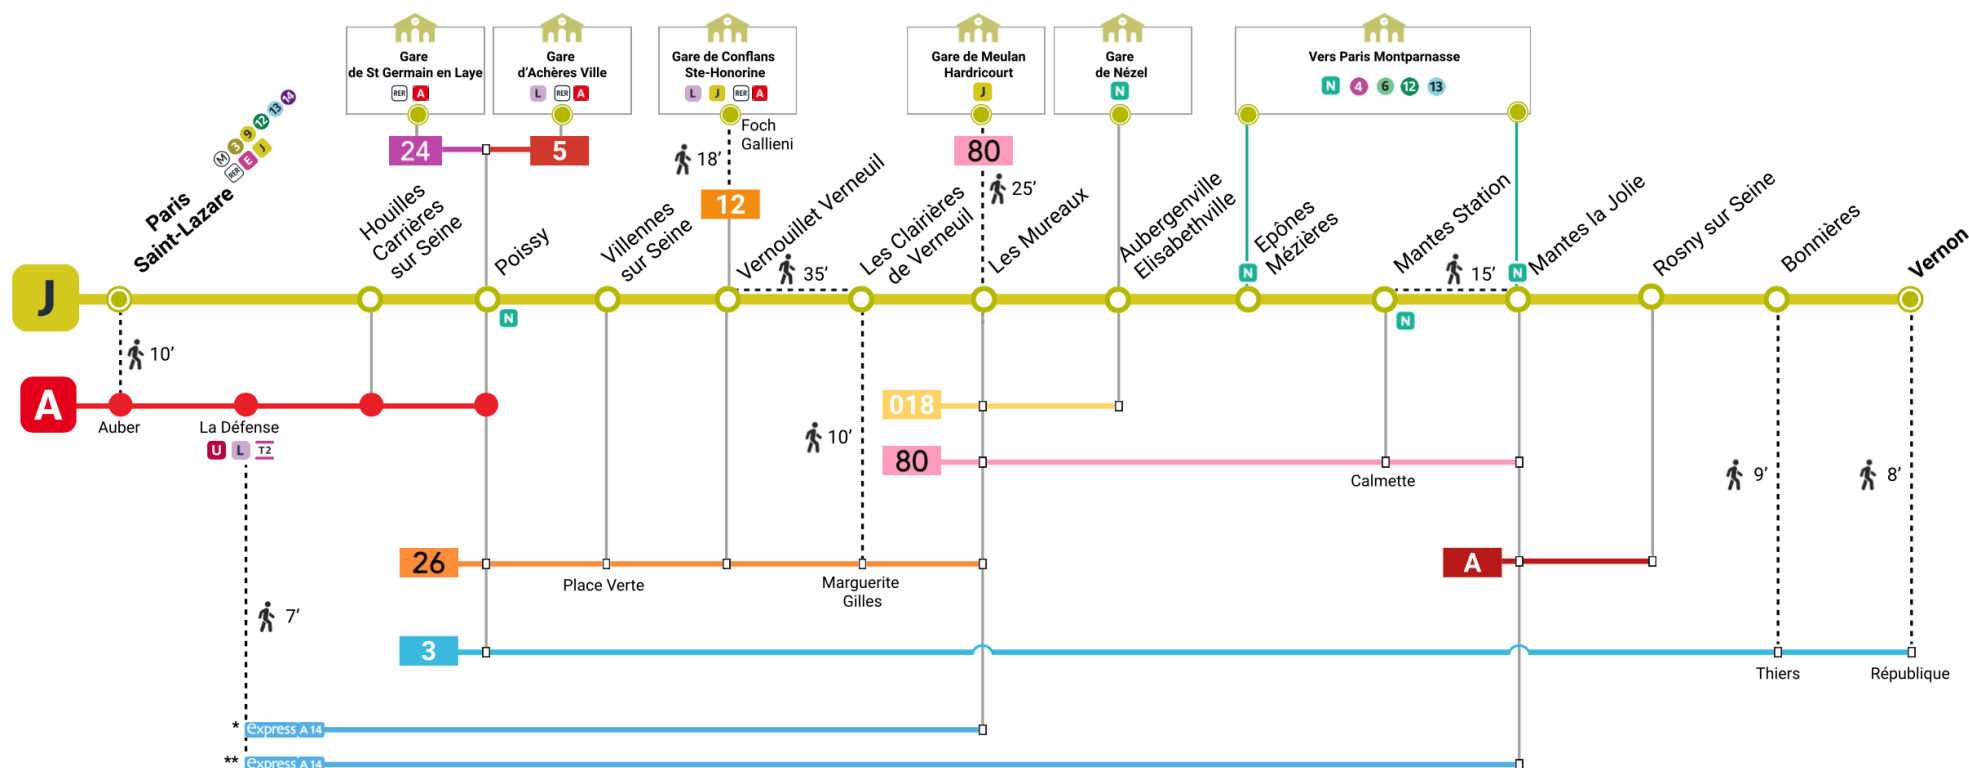 Gare
de St Germain en Laye
RER A
Gare
d'Achères Ville
L RER A
Gare de Conflans
Ste-Honorine
L J RER A
Gare de Meulan
Hardricourt
J
Gare
de Nézel
N
Vers Paris Montparnasse
N 4 6 12 13
24
5
Foch
Gallieni
18'
12
80
25'
M 3 9 12 13 14
RER E J
Paris
Saint-Lazare
Houilles
Carrières
sur Seine
Poissy
Villennes
sur Seine
Vernouillet Verneuil
35'
Les Clairières
de Verneuil
Les Mureaux
Aubergenville
Elisabethville
Epônes
Mézières
N
Mantes Station
15'
N
Mantes la Jolie
Rosny sur Seine
Bonnières
Vernon
J
N
N
10'
A
Auber
La Défense
U L T2
018
10'
80
Calmette
9'
8'
26
Place Verte
Marguerite
Gilles
A
7'
3
Thiers
République
* express A 14
** express A 14